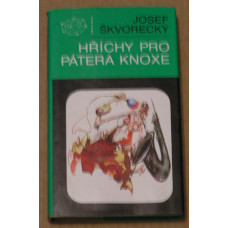 JOSEF
ŠKVORECKÝ
HŘÍCHY PRO
PÁTERA KNOXE